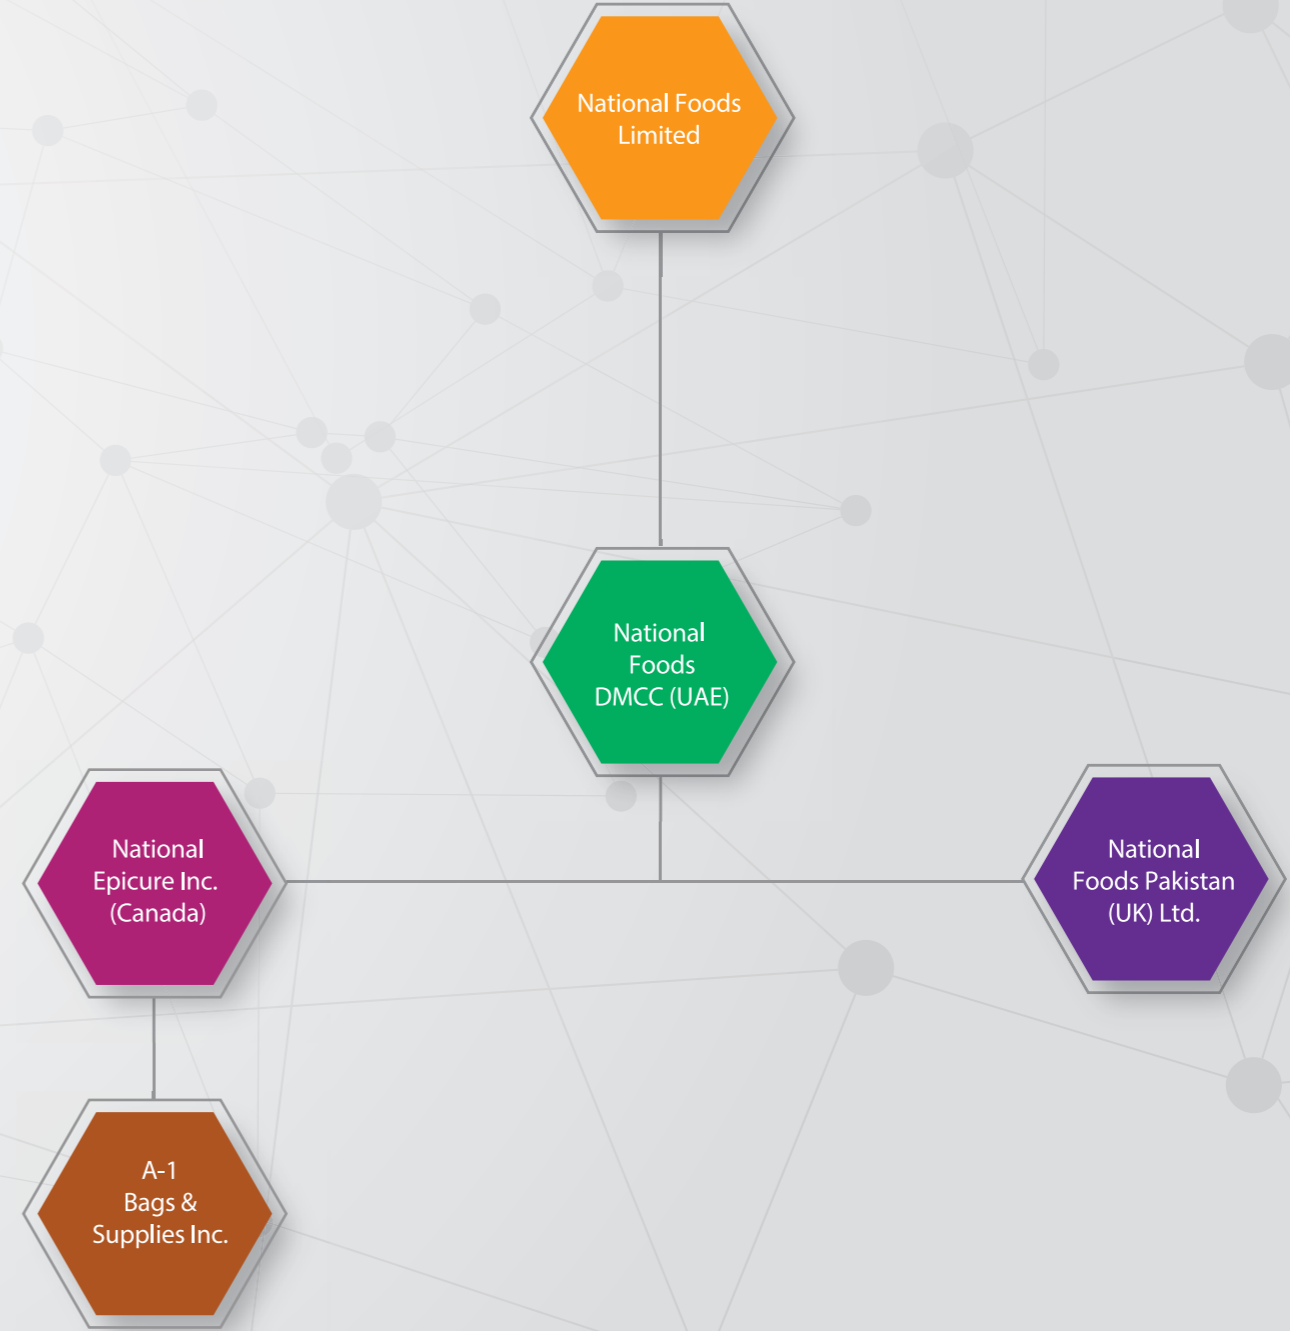 National Foods
Limited
National
Foods
DMCC (UAE)
National
Epicure Inc.
(Canada)
National
Foods Pakistan
(UK) Ltd.
A-1
Bags &
Supplies Inc.